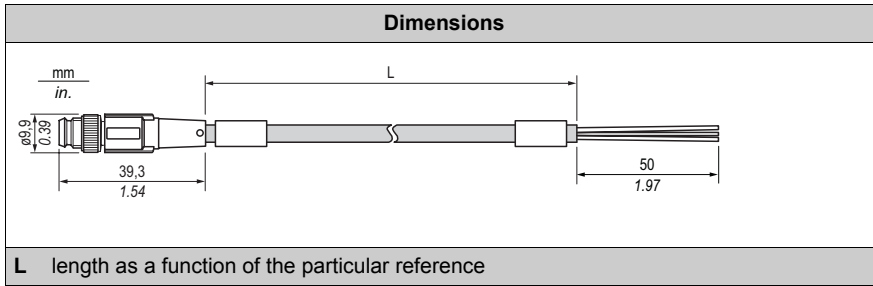 Dimensions
mm
in.
L
ø9,9
0.39
39,3
1.54
50
1.97
L length as a function of the particular reference